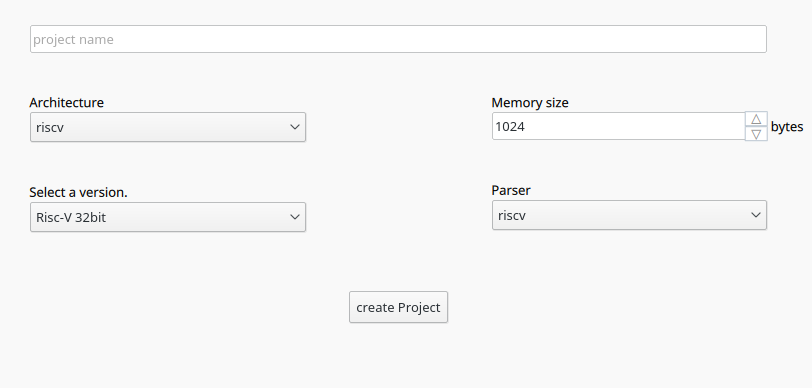 project name
Architecture
riscv
Memory size
1024
bytes
Select a version.
Risc-V 32bit
Parser
riscv
create Project